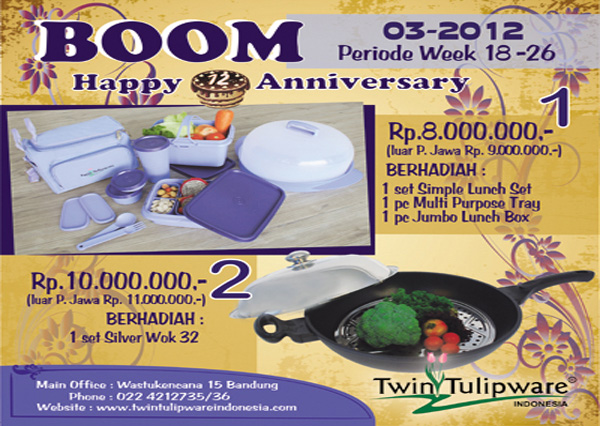 BOOM
03-2012
Periode Week 18-26
Happy 12 Anniversary
1
Rp.8.000.000,-
(luar P. Jawa Rp. 9.000.000,-)
BERHADIAH :
1 set Simple Lunch Set
1 pc Multi Purpose Tray
1 pc Jumbo Lunch Box
2
Rp.10.000.000,-
(luar P. Jawa Rp. 11.000.000,-)
BERHADIAH :
1 set Silver Wok 32
Main Office : Wastukencana 15 Bandung
Phone : 022 4212735/36
Website : www.twintulipwareindonesia.com
Twin Tulipware®
INDONESIA